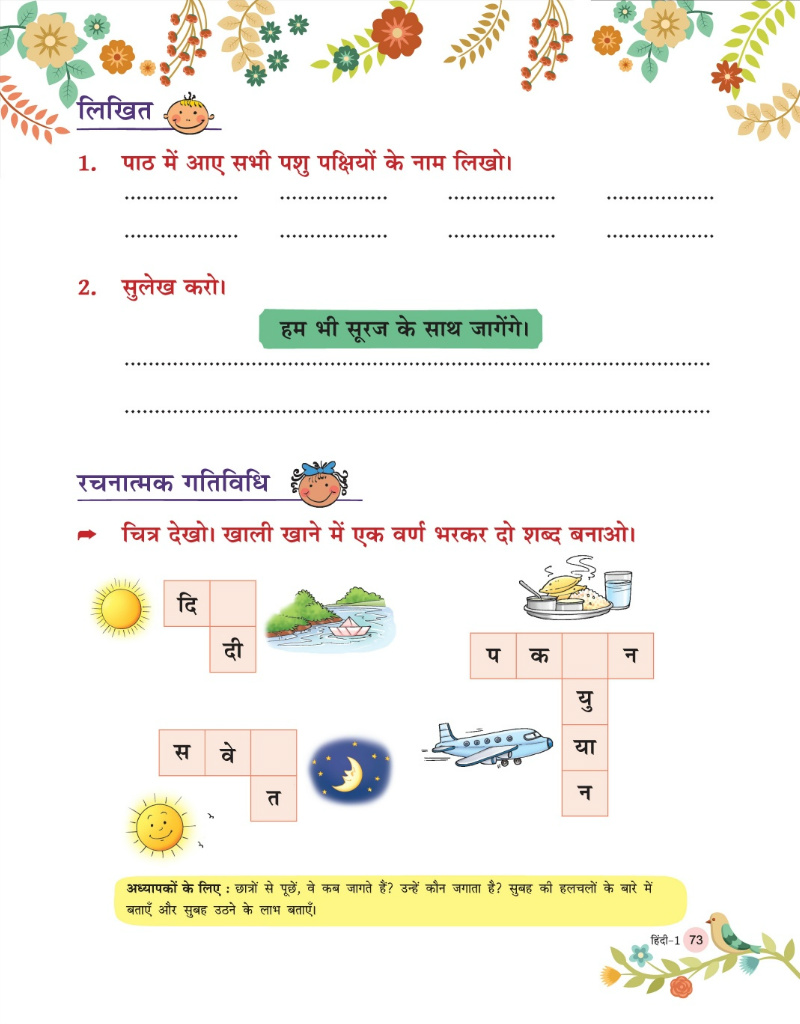 लिखित
1. पाठ में आए सभी पशु पक्षियों के नाम लिखो।
2. सुलेख करो।
हम भी सूरज के साथ जागेंगे।
रचनात्मक गतिविधि
➦ चित्र देखो। खाली खाने में एक वर्ण भरकर दो शब्द बनाओ।
दि
दी
प क न
यु
या
न
स वे
त
अध्यापकों के लिए : छात्रों से पूछें, वे कब जागते हैं? उन्हें कौन जगाता है? सुबह की हलचलों के बारे में
बताएँ और सुबह उठने के लाभ बताएँ।
हिंदी-1 73